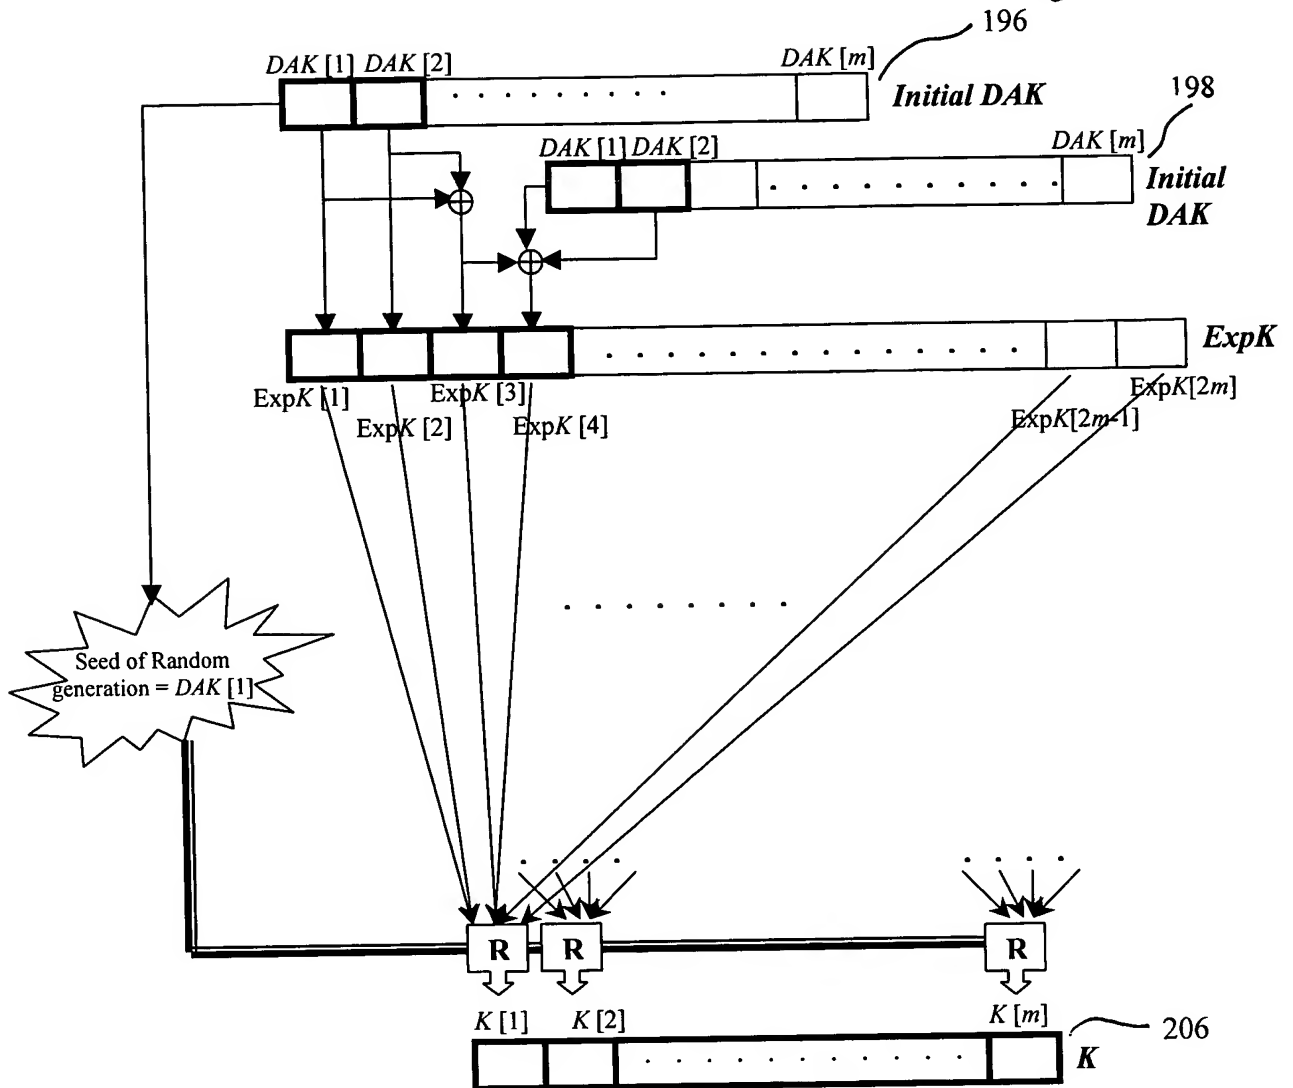 196
DAK [1] DAK [2] DAK [m]
Initial DAK
198
DAK [1] DAK [2] DAK [m]
Initial
DAK
ExpK
ExpK [1] ExpK [3] ExpK[2m]
ExpK [2] ExpK [4] ExpK[2m-1]
Seed of Random
generation = DAK [1]
R R R
K [1] K [2] K [m]
206
K